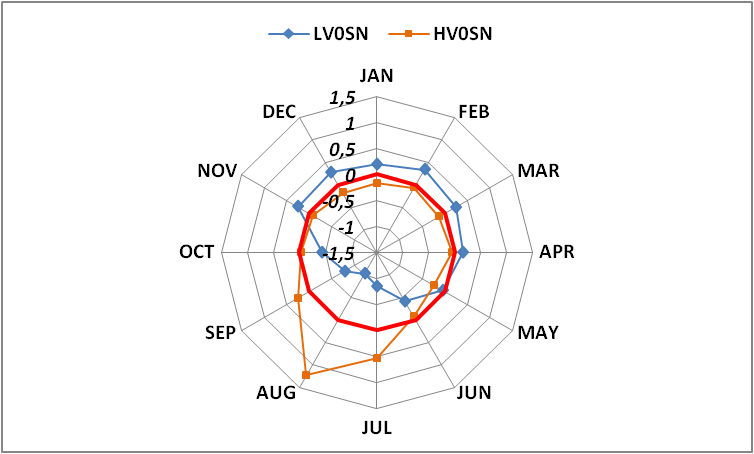 LV0SN HV0SN
JAN
FEB
MAR
APR
MAY
JUN
JUL
AUG
SEP
OCT
NOV
DEC
1,5
1
0,5
0
-0,5
-1
-1,5